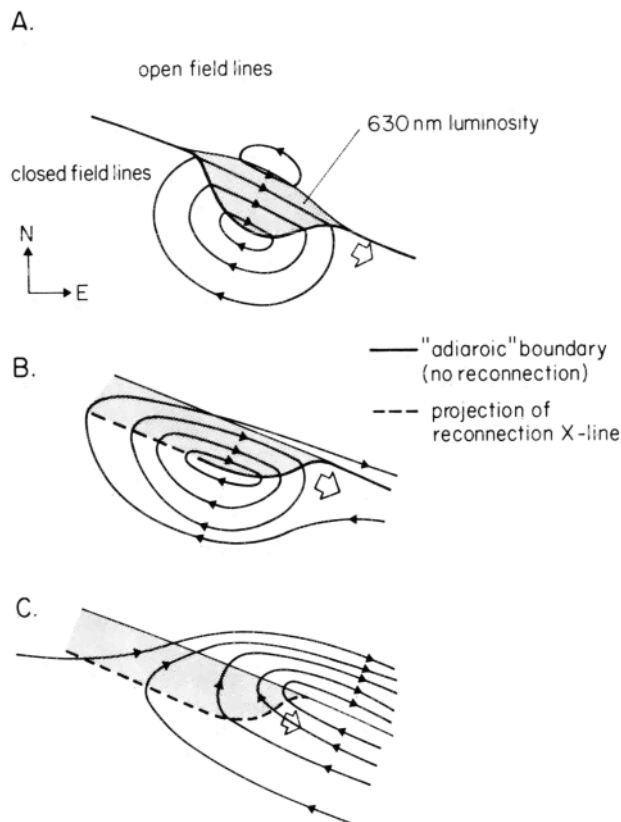 A.
open field lines
630 nm luminosity
closed field lines
N
E
B.
"adiaroic" boundary
(no reconnection)
projection of
reconnection X-line
C.